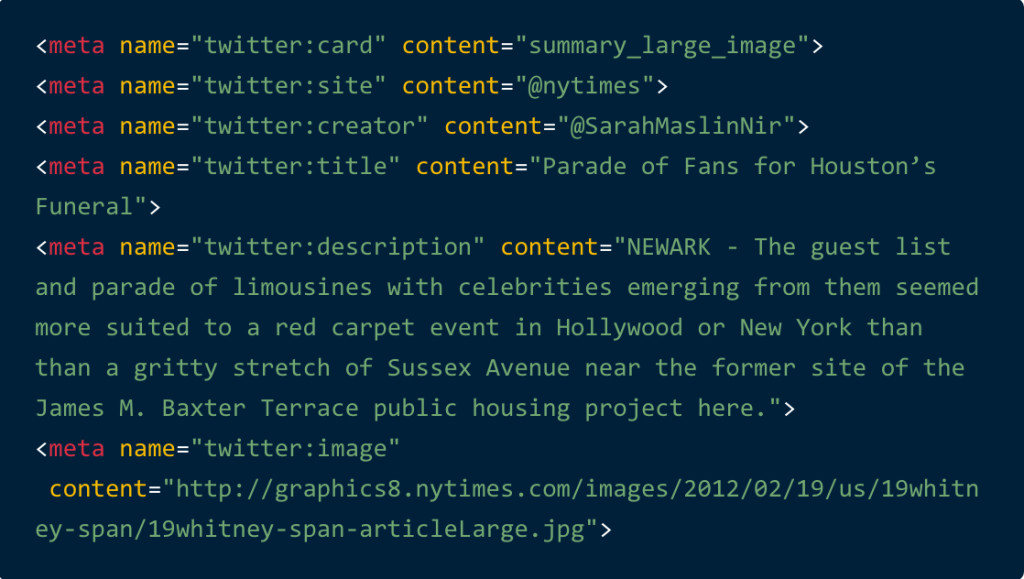 <meta name="twitter:card" content="summary_large_image">
<meta name="twitter:site" content="@nytimes">
<meta name="twitter:creator" content="@SarahMaslinNir">
<meta name="twitter:title" content="Parade of Fans for Houston’s
Funeral">
<meta name="twitter:description" content="NEWARK - The guest list
and parade of limousines with celebrities emerging from them seemed
more suited to a red carpet event in Hollywood or New York than
than a gritty stretch of Sussex Avenue near the former site of the
James M. Baxter Terrace public housing project here.">
<meta name="twitter:image"
content="http://graphics8.nytimes.com/images/2012/02/19/us/19whitn
ey-span/19whitney-span-articleLarge.jpg">